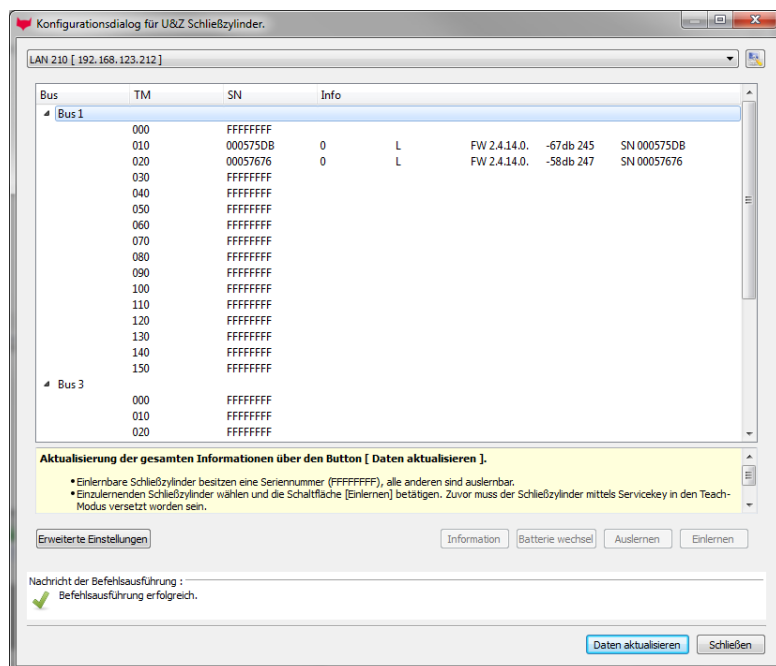 Konfigurationsdialog für U&Z Schließzylinder.
LAN 210 [ 192.168.123.212 ]
Bus TM SN Info
Bus 1
000 FFFFFFFF
010 000575DB 0 L FW 2.4.14.0. -67db 245 SN 000575DB
020 00057676 0 L FW 2.4.14.0. -58db 247 SN 00057676
030 FFFFFFFF
040 FFFFFFFF
050 FFFFFFFF
060 FFFFFFFF
070 FFFFFFFF
080 FFFFFFFF
090 FFFFFFFF
100 FFFFFFFF
110 FFFFFFFF
120 FFFFFFFF
130 FFFFFFFF
140 FFFFFFFF
150 FFFFFFFF
Bus 3
000 FFFFFFFF
010 FFFFFFFF
020 FFFFFFFF
Aktualisierung der gesamten Informationen über den Button [ Daten aktualisieren ].
•Einlernbare Schließzylinder besitzen eine Seriennummer (FFFFFFFF), alle anderen sind auslernbar.
•Einzulernenden Schließzylinder wählen und die Schaltfläche [Einlernen] betätigen. Zuvor muss der Schließzylinder mittels Servicekey in den Teach-
Modus versetzt worden sein.
Erweiterte Einstellungen Information Batterie wechsel Auslernen Einlernen
Nachricht der Befehlsausführung :
Befehlsausführung erfolgreich.
Daten aktualisieren Schließen